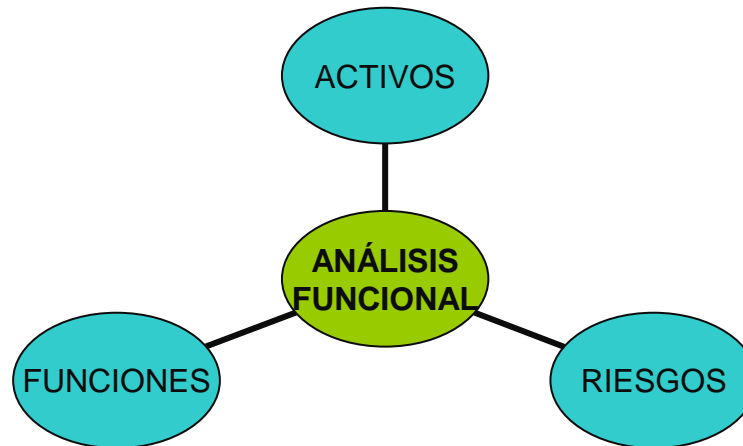 ACTIVOS
ANÁLISIS
FUNCIONAL
FUNCIONES
RIESGOS